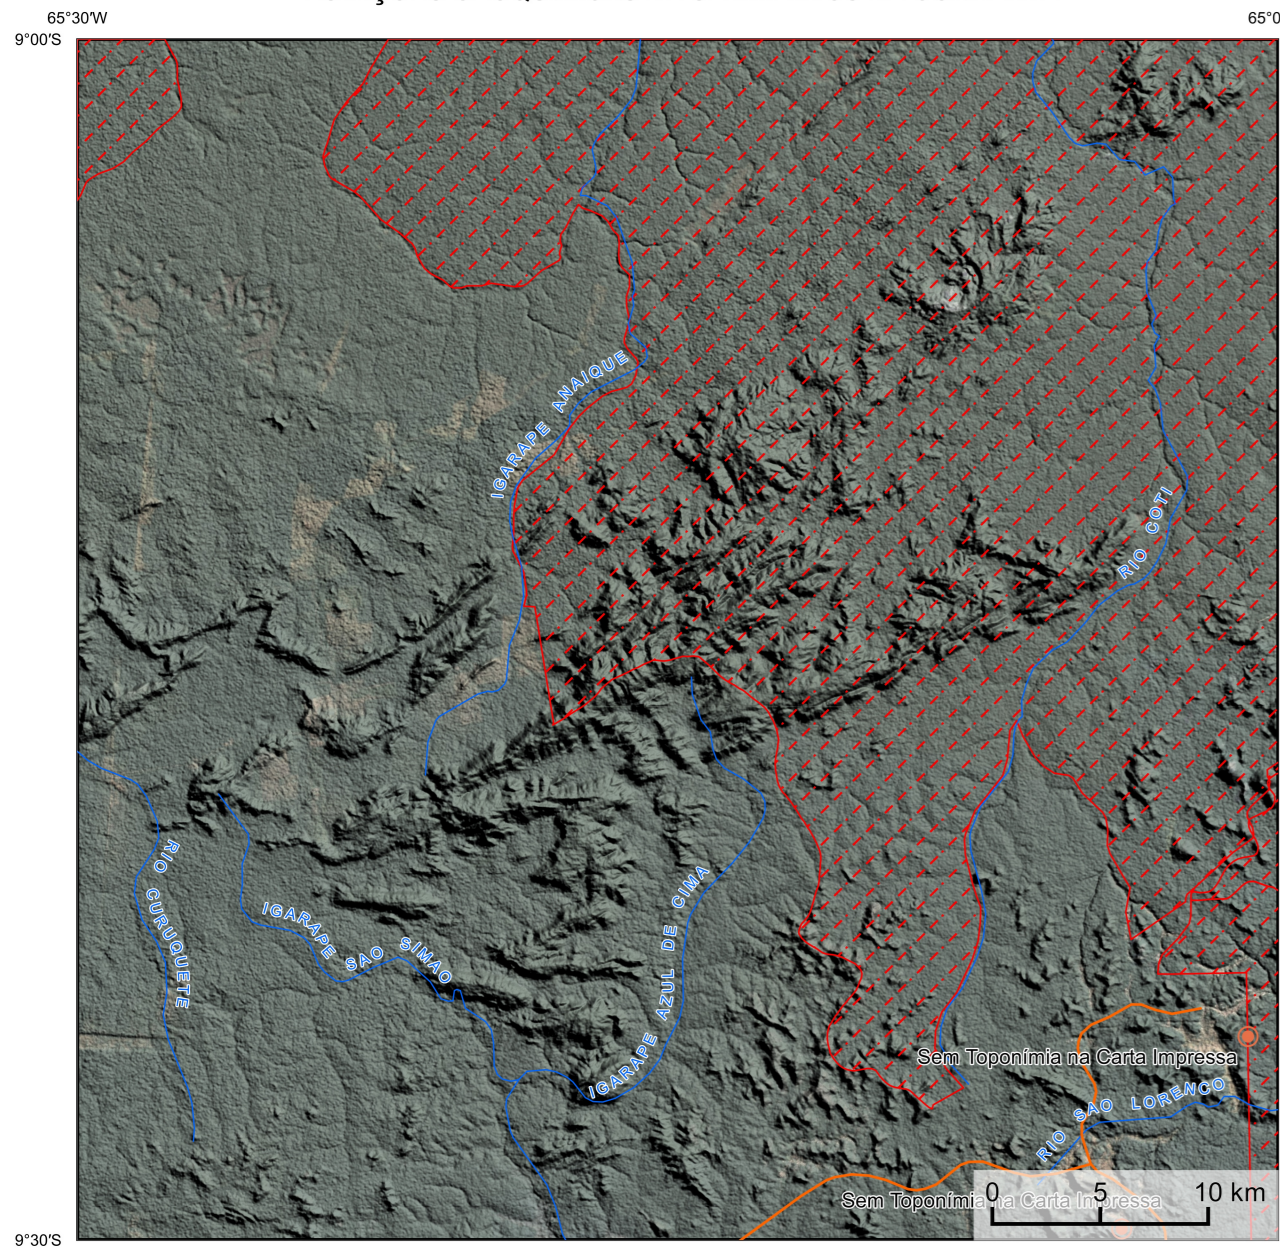 65°30'W
65°0
9°00'S
IGARAPE ANAIQUE
RIO COTI
RIO CURUQUETE
IGARAPE SAO SIMAO
IGARAPE AZUL DE CIMA
Sem Toponímia na Carta Impressa
RIO SAO LORENCO
Sem Toponímia na Carta Impressa
0 5 10 km
9°30'S